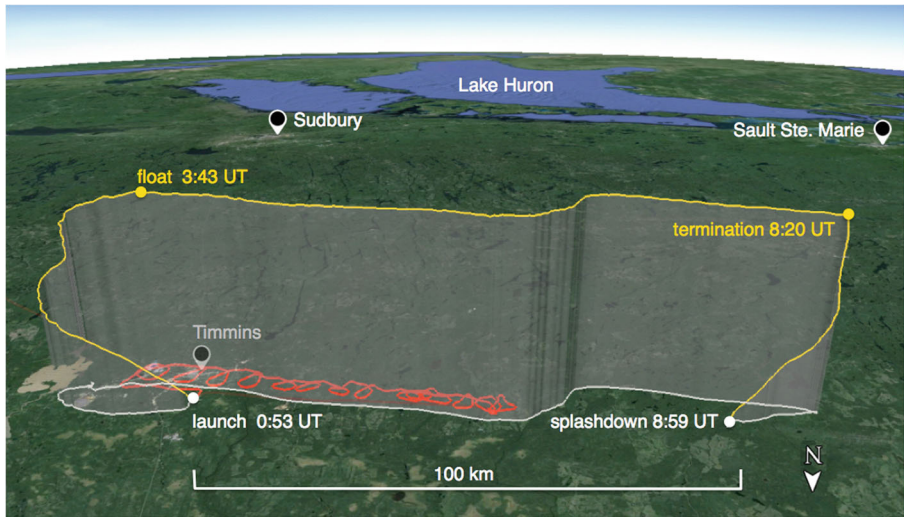 Lake Huron
Sudbury
Sault Ste. Marie
float 3:43 UT
termination 8:20 UT
Timmins
launch 0:53 UT
splashdown 8:59 UT
N
100 km